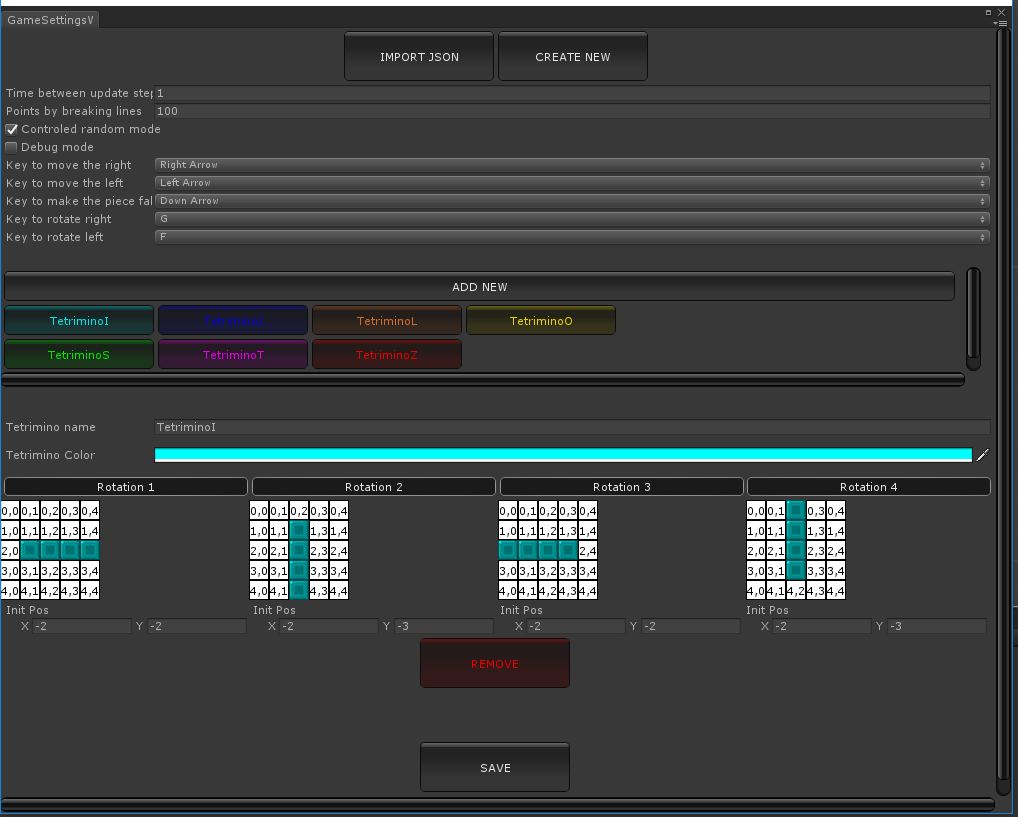 GameSettingsV
IMPORT JSON CREATE NEW
Time between update step 1
Points by breaking lines 100
Controled random mode
Debug mode
Key to move the right Right Arrow
Key to move the left Left Arrow
Key to make the piece fal Down Arrow
Key to rotate right G
Key to rotate left F
ADD NEW
TetriminoI TetriminoL TetriminoO
TetriminoS TetriminoT TetriminoZ
Tetrimino name TetriminoI
Tetrimino Color
Rotation 1 Rotation 2 Rotation 3 Rotation 4
0,0 0,1 0,2 0,3 0,4 0,0 0,1 0,2 0,3 0,4 0,0 0,1 0,2 0,3 0,4 0,0 0,1 0,3 0,4
1,0 1,1 1,2 1,3 1,4 1,0 1,1 1,3 1,4 1,0 1,1 1,2 1,3 1,4 1,0 1,1 1,3 1,4
2,0 2,0 2,1 2,3 2,4 2,4 2,0 2,1 2,3 2,4
3,0 3,1 3,2 3,3 3,4 3,0 3,1 3,3 3,4 3,0 3,1 3,2 3,3 3,4 3,0 3,1 3,3 3,4
4,0 4,1 4,2 4,3 4,4 4,0 4,1 4,3 4,4 4,0 4,1 4,2 4,3 4,4 4,0 4,1 4,2 4,3 4,4
Init Pos Init Pos Init Pos Init Pos
X -2 Y -2 X -2 Y -3 X -2 Y -2 X -2 Y -3
REMOVE
SAVE